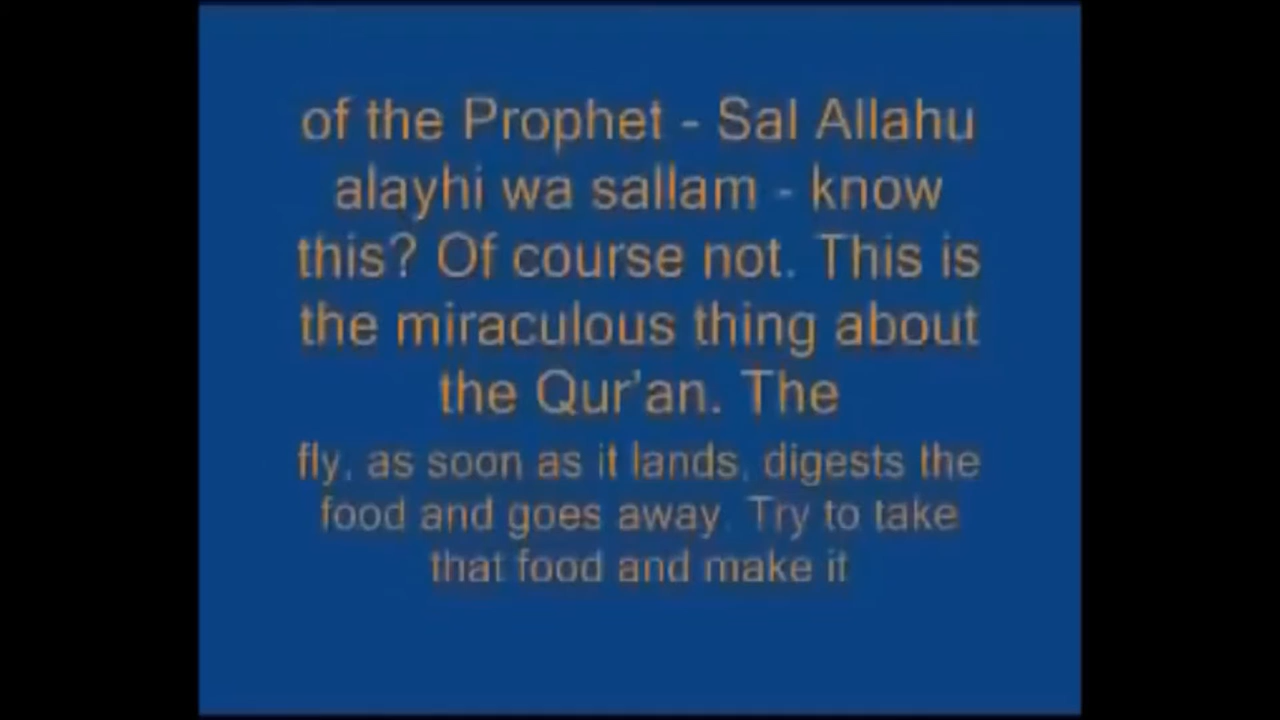 of the Prophet - Sal Allahu
alayhi wa sallam - know
this? Of course not. This is
the miraculous thing about
the Qur'an. The
fly, as soon as it lands, digests the
food and goes away. Try to take
that food and make it